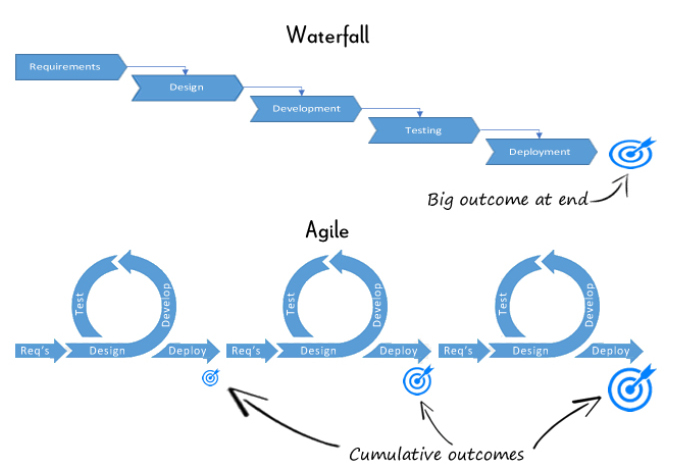 Waterfall
Requirements
Design
Development
Testing
Deployment
Big outcome at end
Agile
Test
Develop
Req's
Design
Deploy
Test
Develop
Req's
Design
Deploy
Test
Develop
Req's
Design
Deploy
Cumulative outcomes